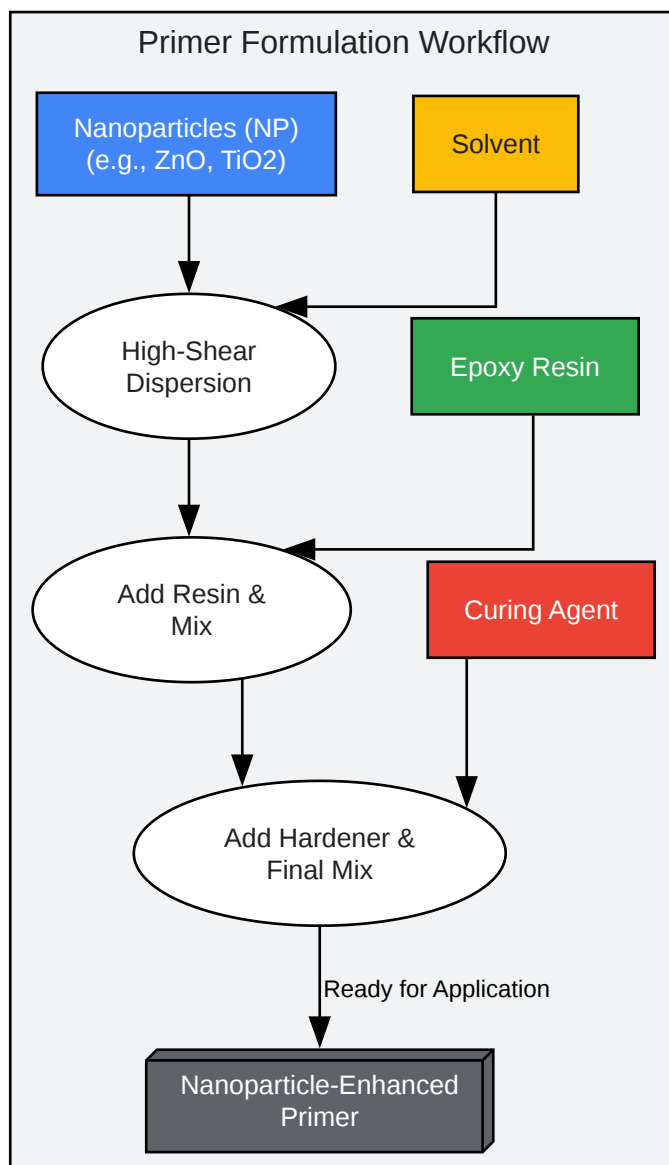 Primer Formulation Workflow
Nanoparticles (NP)
(e.g., ZnO, TiO2)
Solvent
High-Shear
Dispersion
Epoxy Resin
Add Resin &
Mix
Curing Agent
Add Hardener &
Final Mix
Ready for Application
Nanoparticle-Enhanced
Primer